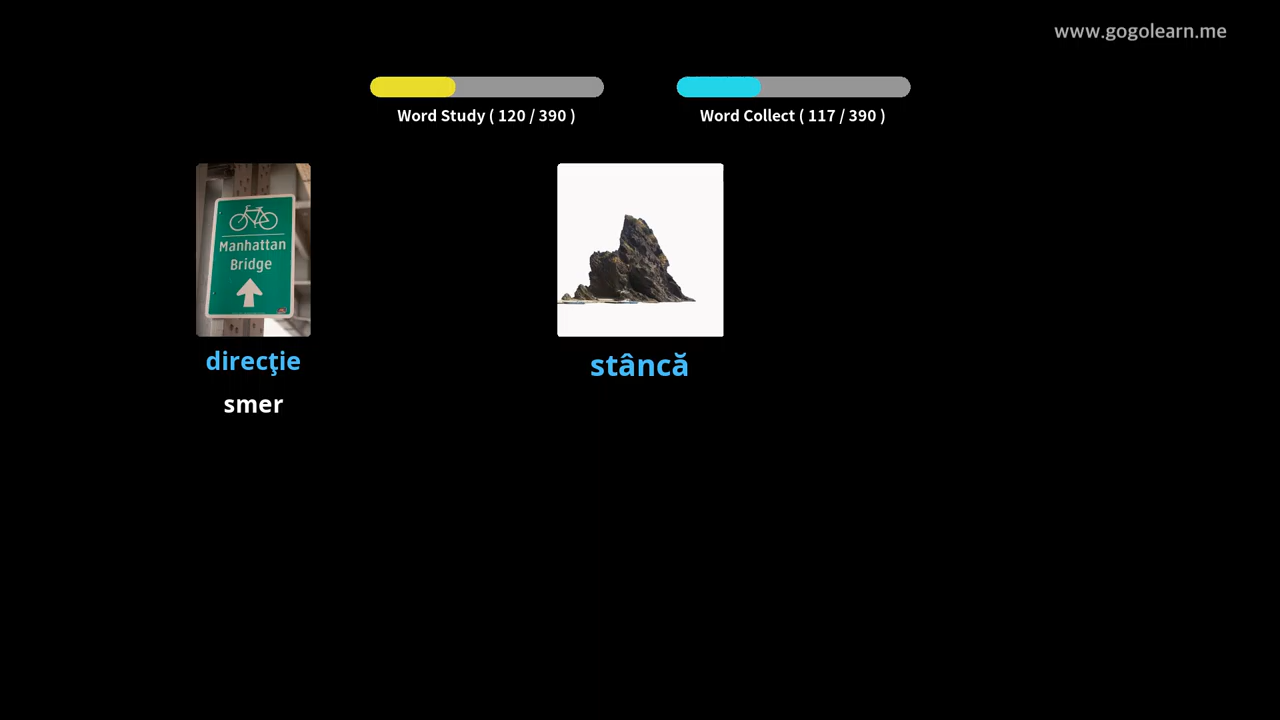 www.gogolearn.me
Word Study ( 120 / 390 )
Word Collect ( 117 / 390 )
Manhattan
Bridge
direcţie
stâncă
smer